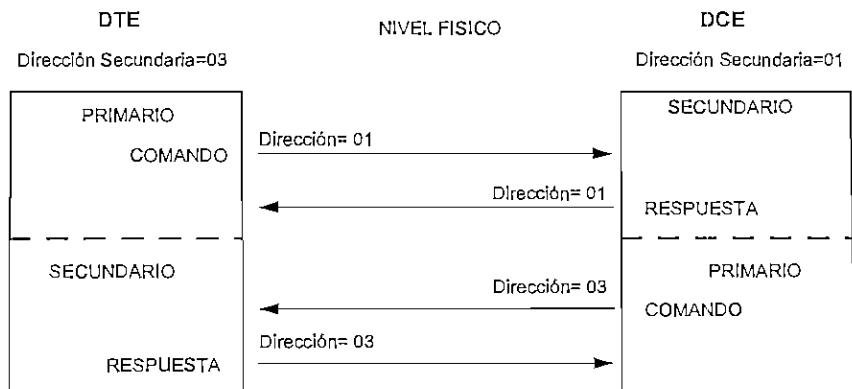 DTE
NIVEL FISICO
DCE
Dirección Secundaria=03
Dirección Secundaria=01
PRIMARIO
SECUNDARIO
COMANDO
Dirección= 01
Dirección= 01
RESPUESTA
SECUNDARIO
PRIMARIO
Dirección= 03
COMANDO
Dirección= 03
RESPUESTA